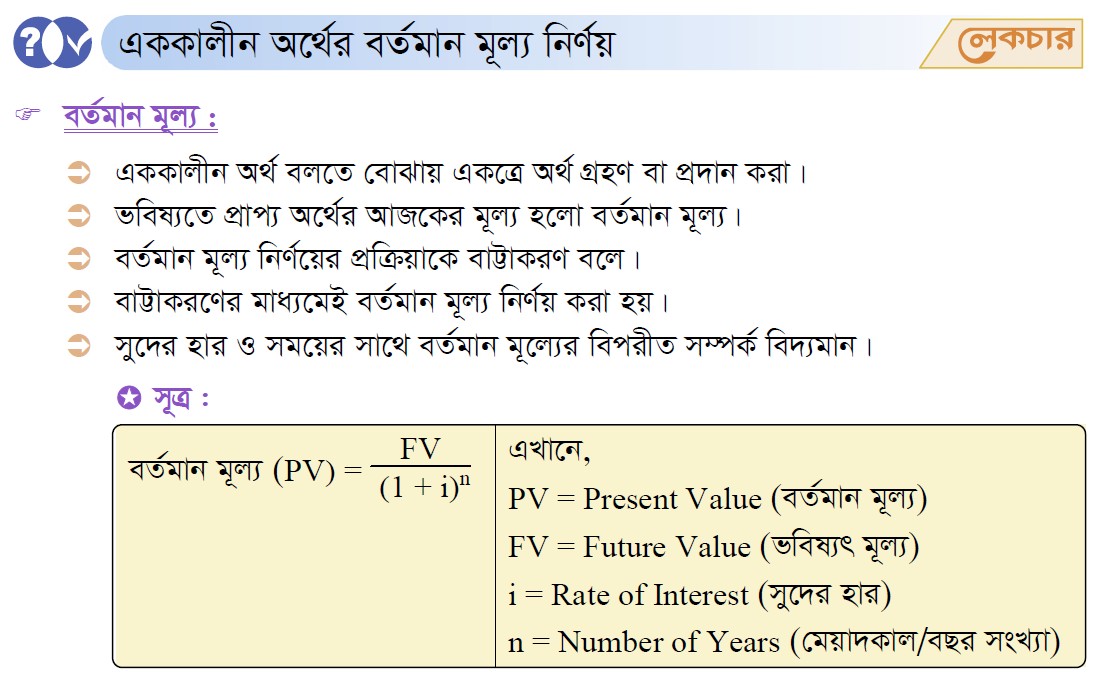 এককালীন অর্থের বর্তমান মূল্য নির্ণয়
লেকচার
বর্তমান মূল্য :
এককালীন অর্থ বলতে বোঝায় একত্রে অর্থ গ্রহণ বা প্রদান করা।
ভবিষ্যতে প্রাপ্য অর্থের আজকের মূল্য হলো বর্তমান মূল্য।
বর্তমান মূল্য নির্ণয়ের প্রক্রিয়াকে বাট্টাকরণ বলে।
বাট্টাকরণের মাধ্যমেই বর্তমান মূল্য নির্ণয় করা হয়।
সুদের হার ও সময়ের সাথে বর্তমান মূল্যের বিপরীত সম্পর্ক বিদ্যমান।
সূত্র :
বর্তমান মূল্য (PV) = FV / (1 + i)ⁿ
এখানে,
PV = Present Value (বর্তমান মূল্য)
FV = Future Value (ভবিষ্যৎ মূল্য)
i = Rate of Interest (সুদের হার)
n = Number of Years (মেয়াদকাল/বছর সংখ্যা)